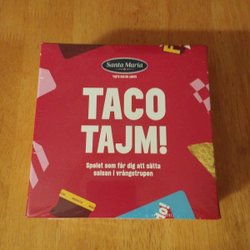 Santa Maria
TACO
TAJM!
Spelet som får dig att sätta
salsan i vrångstrupen